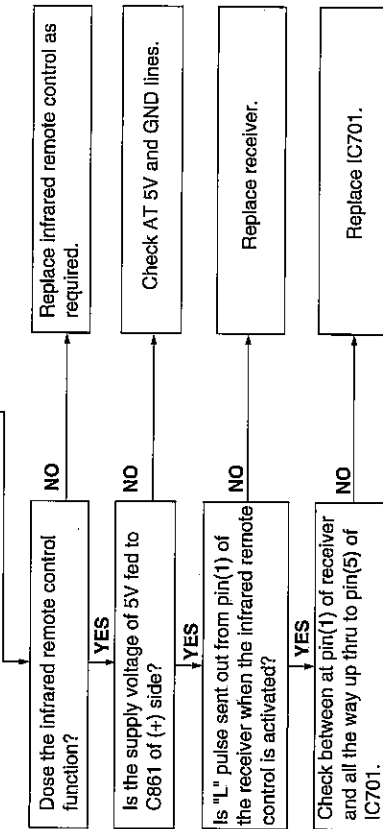 Dose the infrared remote control
function?
NO
Replace infrared remote control as
required.
YES
Is the supply voltage of 5V fed to
C861 of (+) side?
NO
Check AT 5V and GND lines.
YES
Is "L" pulse sent out from pin(1) of
the receiver when the infrared remote
control is activated?
NO
Replace receiver.
YES
Check between at pin(1) of receiver
and all the way up thru to pin(5) of
IC701.
NO
Replace IC701.